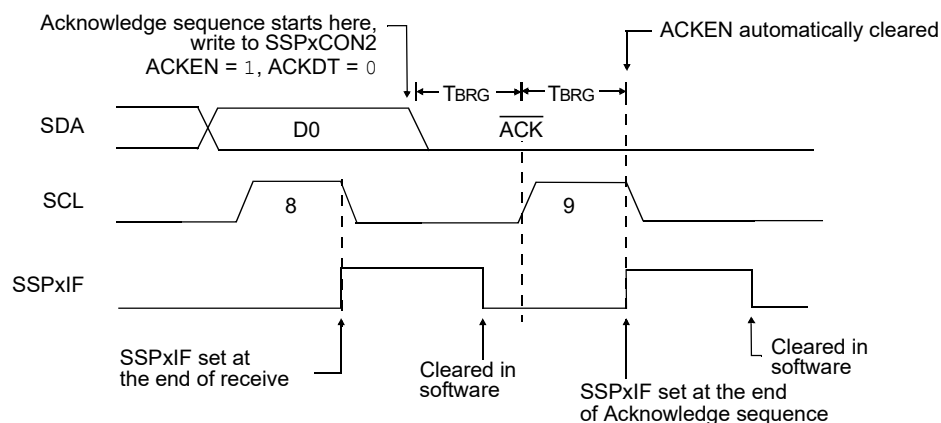 Acknowledge sequence starts here,
write to SSPxCON2
ACKEN = 1, ACKDT = 0
ACKEN automatically cleared
TBRG
TBRG
SDA
D0
ACK
SCL
8
9
SSPxIF
SSPxIF set at
the end of receive
Cleared in
software
SSPxIF set at the end
of Acknowledge sequence
Cleared in
software